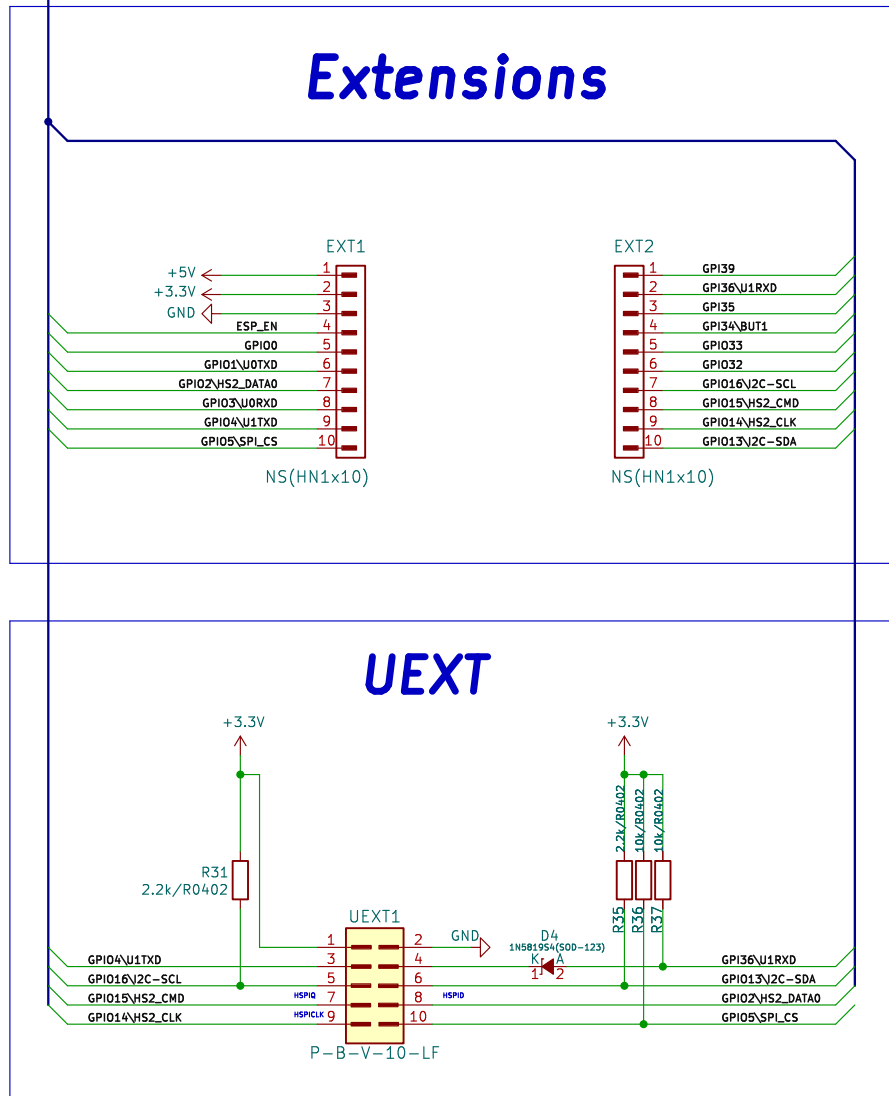 Extensions
EXT1
+5V 1
+3.3V 2
GND 3
ESP_EN 4
GPIO0 5
GPIO1\U0TXD 6
GPIO2\HS2_DATA0 7
GPIO3\U0RXD 8
GPIO4\U1TXD 9
GPIO5\SPI_CS 10
NS(HN1x10)
EXT2
1 GPI39
2 GPI36\U1RXD
3 GPI35
4 GPI34\BUT1
5 GPIO33
6 GPIO32
7 GPIO16\I2C-SCL
8 GPIO15\HS2_CMD
9 GPIO14\HS2_CLK
10 GPIO13\I2C-SDA
NS(HN1x10)
UEXT
+3.3V
R31
2.2k/R0402
+3.3V
2.2k/R0402
10k/R0402
10k/R0402
R35
R36
R37
UEXT1
1 2 GND
D4
1N5819S4(SOD-123)
K A
1 2
GPIO4\U1TXD 3 4 GPI36\U1RXD
GPIO16\I2C-SCL 5 6 GPIO13\I2C-SDA
GPIO15\HS2_CMD HSPIQ 7 8 HSPID GPIO2\HS2_DATA0
GPIO14\HS2_CLK HSPICLK 9 10 GPIO5\SPI_CS
P-B-V-10-LF